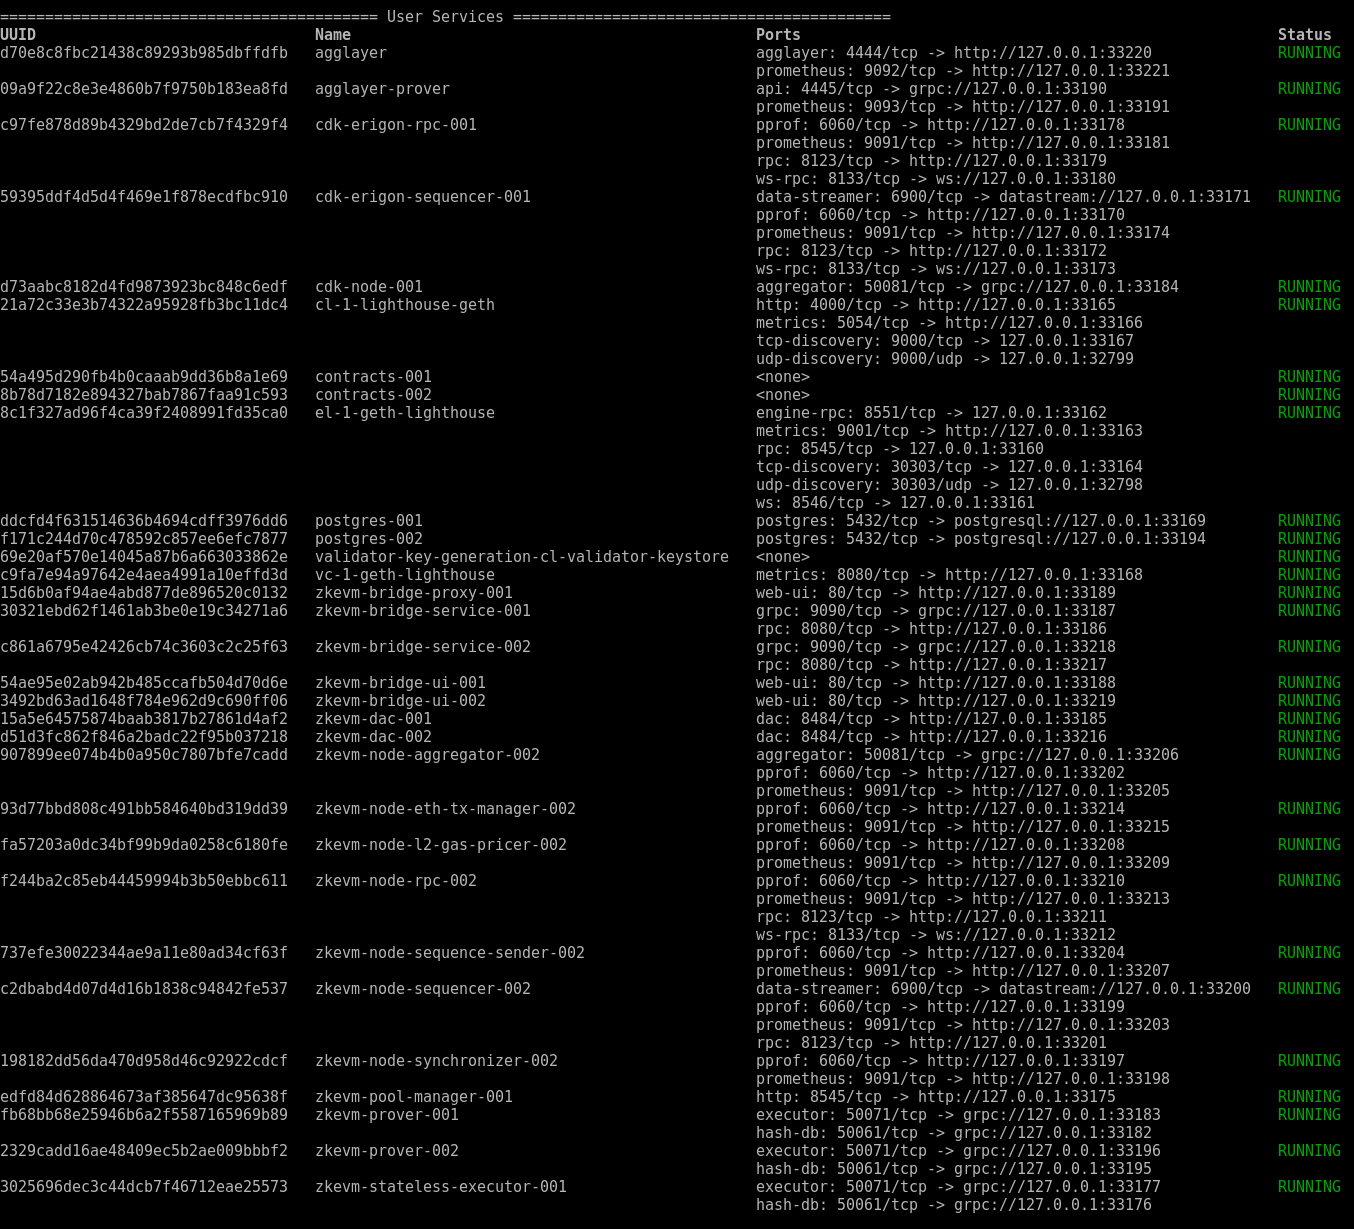 ========================================== User Services ==========================================
UUID   Name   Ports   Status
d70e8c8fbc21438c89293b985dbffdfb   agglayer   agglayer: 4444/tcp -> http://127.0.0.1:33220   RUNNING
prometheus: 9092/tcp -> http://127.0.0.1:33221
09a9f22c8e3e4860b7f9750b183ea8fd   agglayer-prover   api: 4445/tcp -> grpc://127.0.0.1:33190   RUNNING
prometheus: 9093/tcp -> http://127.0.0.1:33191
c97fe878d89b4329bd2de7cb7f4329f4   cdk-erigon-rpc-001   pprof: 6060/tcp -> http://127.0.0.1:33178   RUNNING
prometheus: 9091/tcp -> http://127.0.0.1:33181
rpc: 8123/tcp -> http://127.0.0.1:33179
ws-rpc: 8133/tcp -> ws://127.0.0.1:33180
59395ddf4d5d4f469e1f878ecdfbc910   cdk-erigon-sequencer-001   data-streamer: 6900/tcp -> datastream://127.0.0.1:33171   RUNNING
pprof: 6060/tcp -> http://127.0.0.1:33170
prometheus: 9091/tcp -> http://127.0.0.1:33174
rpc: 8123/tcp -> http://127.0.0.1:33172
ws-rpc: 8133/tcp -> ws://127.0.0.1:33173
d73aabc8182d4fd9873923bc848c6edf   cdk-node-001   aggregator: 50081/tcp -> grpc://127.0.0.1:33184   RUNNING
21a72c33e3b74322a95928fb3bc11dc4   cl-1-lighthouse-geth   http: 4000/tcp -> http://127.0.0.1:33165   RUNNING
metrics: 5054/tcp -> http://127.0.0.1:33166
tcp-discovery: 9000/tcp -> 127.0.0.1:33167
udp-discovery: 9000/udp -> 127.0.0.1:32799
54a495d290fb4b0caaab9dd36b8a1e69   contracts-001   <none>   RUNNING
8b78d7182e894327bab7867faa91c593   contracts-002   <none>   RUNNING
8c1f327ad96f4ca39f2408991fd35ca0   el-1-geth-lighthouse   engine-rpc: 8551/tcp -> 127.0.0.1:33162   RUNNING
metrics: 9001/tcp -> http://127.0.0.1:33163
rpc: 8545/tcp -> 127.0.0.1:33160
tcp-discovery: 30303/tcp -> 127.0.0.1:33164
udp-discovery: 30303/udp -> 127.0.0.1:32798
ws: 8546/tcp -> 127.0.0.1:33161
ddcfd4f631514636b4694cdff3976dd6   postgres-001   postgres: 5432/tcp -> postgresql://127.0.0.1:33169   RUNNING
f171c244d70c478592c857ee6efc7877   postgres-002   postgres: 5432/tcp -> postgresql://127.0.0.1:33194   RUNNING
69e20af570e14045a87b6a663033862e   validator-key-generation-cl-validator-keystore   <none>   RUNNING
c9fa7e94a97642e4aea4991a10effd3d   vc-1-geth-lighthouse   metrics: 8080/tcp -> http://127.0.0.1:33168   RUNNING
15d6b0af94ae4abd877de896520c0132   zkevm-bridge-proxy-001   web-ui: 80/tcp -> http://127.0.0.1:33189   RUNNING
30321ebd62f1461ab3be0e19c34271a6   zkevm-bridge-service-001   grpc: 9090/tcp -> grpc://127.0.0.1:33187   RUNNING
rpc: 8080/tcp -> http://127.0.0.1:33186
c861a6795e42426cb74c3603c2c25f63   zkevm-bridge-service-002   grpc: 9090/tcp -> grpc://127.0.0.1:33218   RUNNING
rpc: 8080/tcp -> http://127.0.0.1:33217
54ae95e02ab942b485ccafb504d70d6e   zkevm-bridge-ui-001   web-ui: 80/tcp -> http://127.0.0.1:33188   RUNNING
3492bd63ad1648f784e962d9c690ff06   zkevm-bridge-ui-002   web-ui: 80/tcp -> http://127.0.0.1:33219   RUNNING
15a5e64575874baab3817b27861d4af2   zkevm-dac-001   dac: 8484/tcp -> http://127.0.0.1:33185   RUNNING
d51d3fc862f846a2badc22f95b037218   zkevm-dac-002   dac: 8484/tcp -> http://127.0.0.1:33216   RUNNING
907899ee074b4b0a950c7807bfe7cadd   zkevm-node-aggregator-002   aggregator: 50081/tcp -> grpc://127.0.0.1:33206   RUNNING
pprof: 6060/tcp -> http://127.0.0.1:33202
prometheus: 9091/tcp -> http://127.0.0.1:33205
93d77bbd808c491bb584640bd319dd39   zkevm-node-eth-tx-manager-002   pprof: 6060/tcp -> http://127.0.0.1:33214   RUNNING
prometheus: 9091/tcp -> http://127.0.0.1:33215
fa57203a0dc34bf99b9da0258c6180fe   zkevm-node-l2-gas-pricer-002   pprof: 6060/tcp -> http://127.0.0.1:33208   RUNNING
prometheus: 9091/tcp -> http://127.0.0.1:33209
f244ba2c85eb44459994b3b50ebbc611   zkevm-node-rpc-002   pprof: 6060/tcp -> http://127.0.0.1:33210   RUNNING
prometheus: 9091/tcp -> http://127.0.0.1:33213
rpc: 8123/tcp -> http://127.0.0.1:33211
ws-rpc: 8133/tcp -> ws://127.0.0.1:33212
737efe30022344ae9a11e80ad34cf63f   zkevm-node-sequence-sender-002   pprof: 6060/tcp -> http://127.0.0.1:33204   RUNNING
prometheus: 9091/tcp -> http://127.0.0.1:33207
c2dbabd4d07d4d16b1838c94842fe537   zkevm-node-sequencer-002   data-streamer: 6900/tcp -> datastream://127.0.0.1:33200   RUNNING
pprof: 6060/tcp -> http://127.0.0.1:33199
prometheus: 9091/tcp -> http://127.0.0.1:33203
rpc: 8123/tcp -> http://127.0.0.1:33201
198182dd56da470d958d46c92922cdcf   zkevm-node-synchronizer-002   pprof: 6060/tcp -> http://127.0.0.1:33197   RUNNING
prometheus: 9091/tcp -> http://127.0.0.1:33198
edfd84d628864673af385647dc95638f   zkevm-pool-manager-001   http: 8545/tcp -> http://127.0.0.1:33175   RUNNING
fb68bb68e25946b6a2f5587165969b89   zkevm-prover-001   executor: 50071/tcp -> grpc://127.0.0.1:33183   RUNNING
hash-db: 50061/tcp -> grpc://127.0.0.1:33182
2329cadd16ae48409ec5b2ae009bbbf2   zkevm-prover-002   executor: 50071/tcp -> grpc://127.0.0.1:33196   RUNNING
hash-db: 50061/tcp -> grpc://127.0.0.1:33195
3025696dec3c44dcb7f46712eae25573   zkevm-stateless-executor-001   executor: 50071/tcp -> grpc://127.0.0.1:33177   RUNNING
hash-db: 50061/tcp -> grpc://127.0.0.1:33176